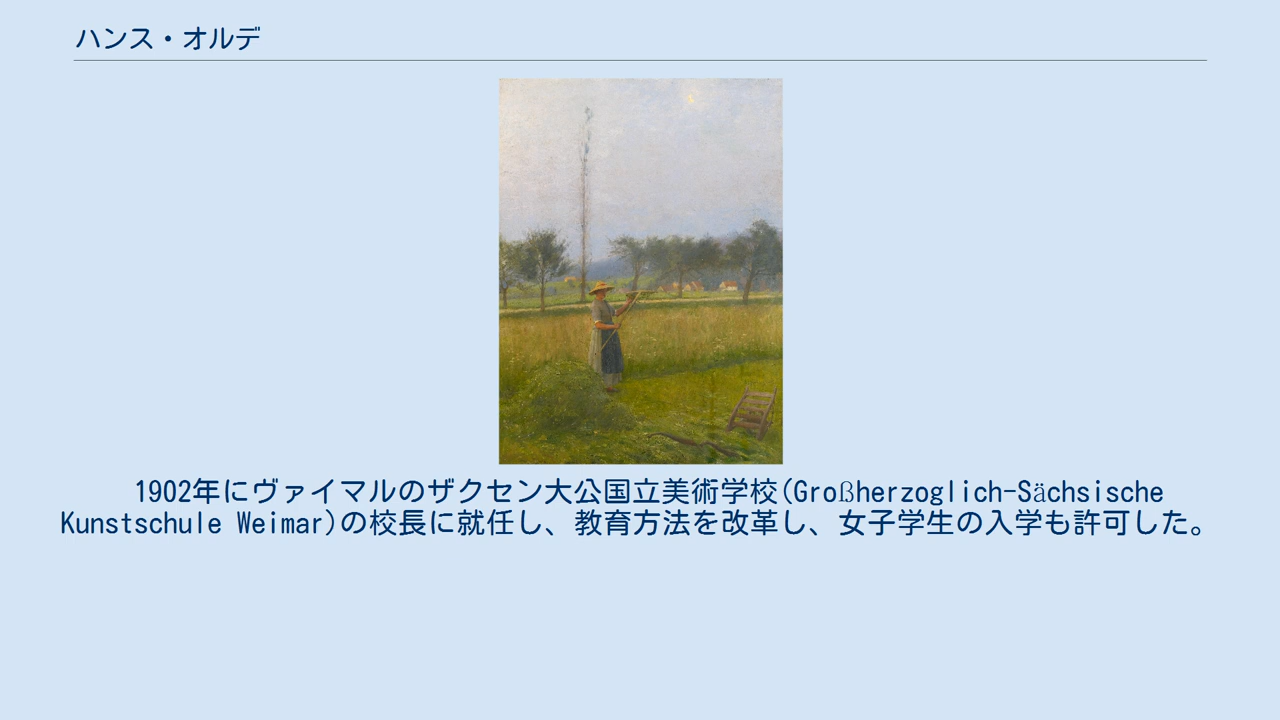 ハンス・オルデ
1902年にヴァイマルのザクセン大公国立美術学校(Großherzoglich-Sächsische
Kunstschule Weimar)の校長に就任し、教育方法を改革し、女子学生の入学も許可した。